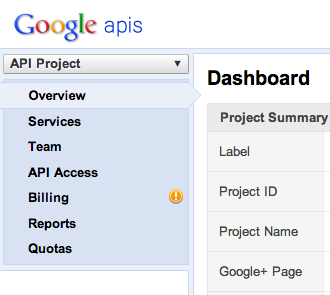 Google apis
API Project
Overview
Services
Team
API Access
Billing
Reports
Quotas
Dashboard
Project Summary
Label
Project ID
Project Name
Google+ Page